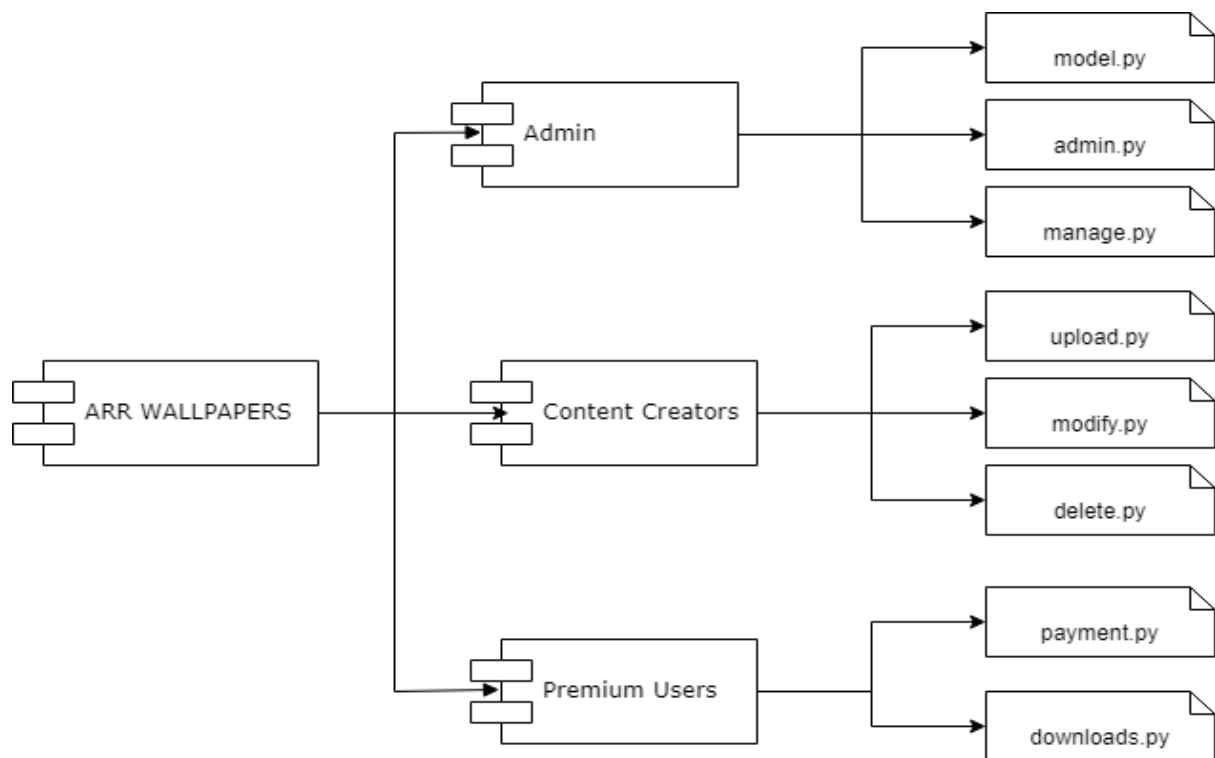 model.py
Admin
admin.py
manage.py
upload.py
ARR WALLPAPERS
Content Creators
modify.py
delete.py
payment.py
Premium Users
downloads.py